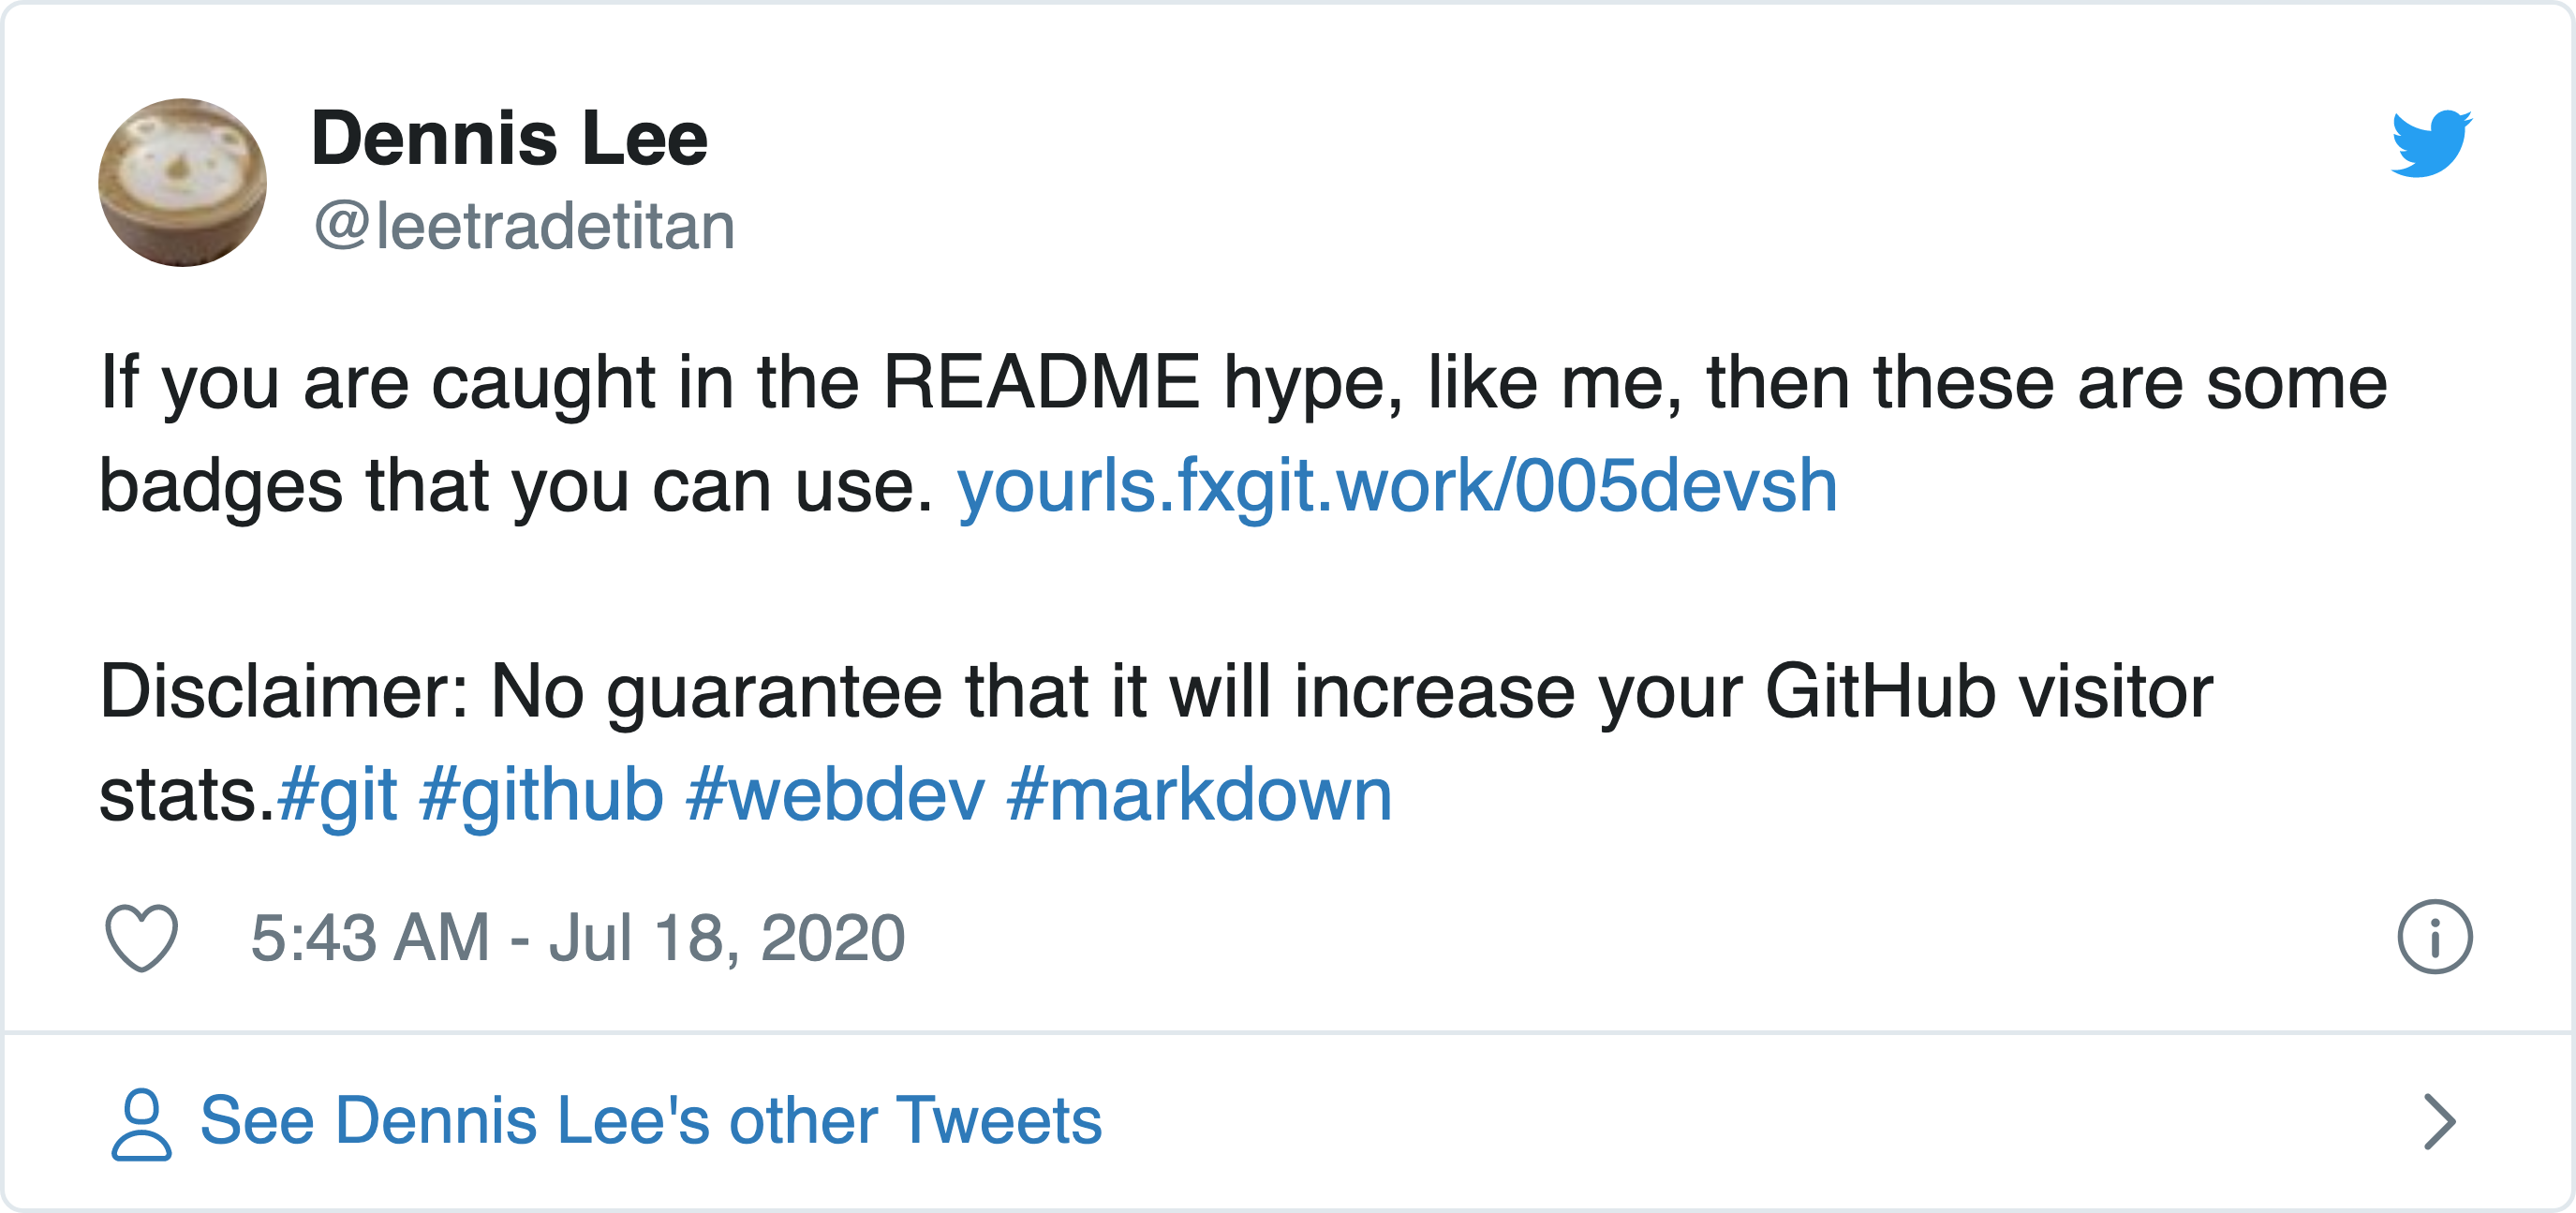 Dennis Lee
@leetradetitan
If you are caught in the README hype, like me, then these are some
badges that you can use. yourls.fxgit.work/005devsh
Disclaimer: No guarantee that it will increase your GitHub visitor
stats.#git #github #webdev #markdown
5:43 AM - Jul 18, 2020
See Dennis Lee's other Tweets